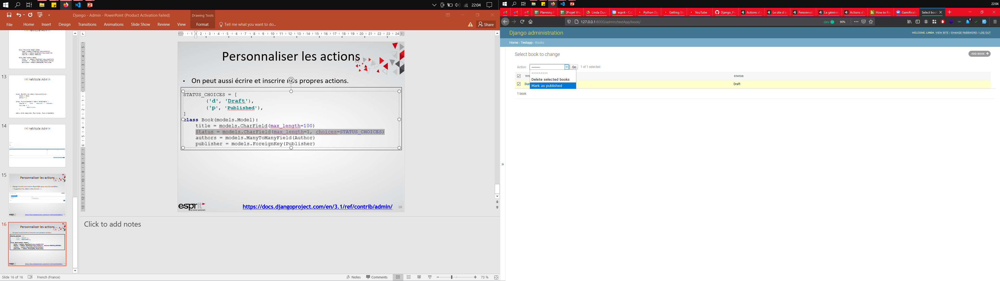 22:04
Django - Admin - PowerPoint (Product Activation Failed)
Drawing Tools
File
Home
Insert
Design
Transitions
Animations
Slide Show
Review
View
Format
Tell me what you want to do...
Share
13
InlineMode Admin
14
InlineMode Admin
15
Personnaliser les actions
16
Personnaliser les actions
Personnaliser les actions
• On peut aussi écrire et inscrire nos propres actions.
STATUS_CHOICES = [
('d', 'Draft'),
('p', 'Published'),
]
class Book(models.Model):
title = models.CharField(max_length=100)
Status = models.CharField(max_length=1, choices=STATUS_CHOICES)
authors = models.ManyToManyField(Author)
publisher = models.ForeignKey(Publisher)
esprit
Se former autrement
https://docs.djangoproject.com/en/3.1/ref/contrib/admin/
16
Click to add notes
Slide 16 of 16
French (France)
Notes
Comments
73 %
22:04
Planning P
[Projet We
Linda Oue
esprit - Ca
Python Dj
Getting Sta
YouTube
Django_Pr
Actions d'
Le site d'ad
Personnali
Le générat
Actions d'
How to Re
Gamificati
Select book
127.0.0.1:8000/admin/testApp/book/
dev
90%
Django administration
WELCOME, LINDA. VIEW SITE / CHANGE PASSWORD / LOG OUT
Home › Testapp › Books
Select book to change
ADD BOOK +
Action:
---------
Go
1 of 1 selected
---------
Delete selected books
Mark as published
STATUS
Draft
1 book